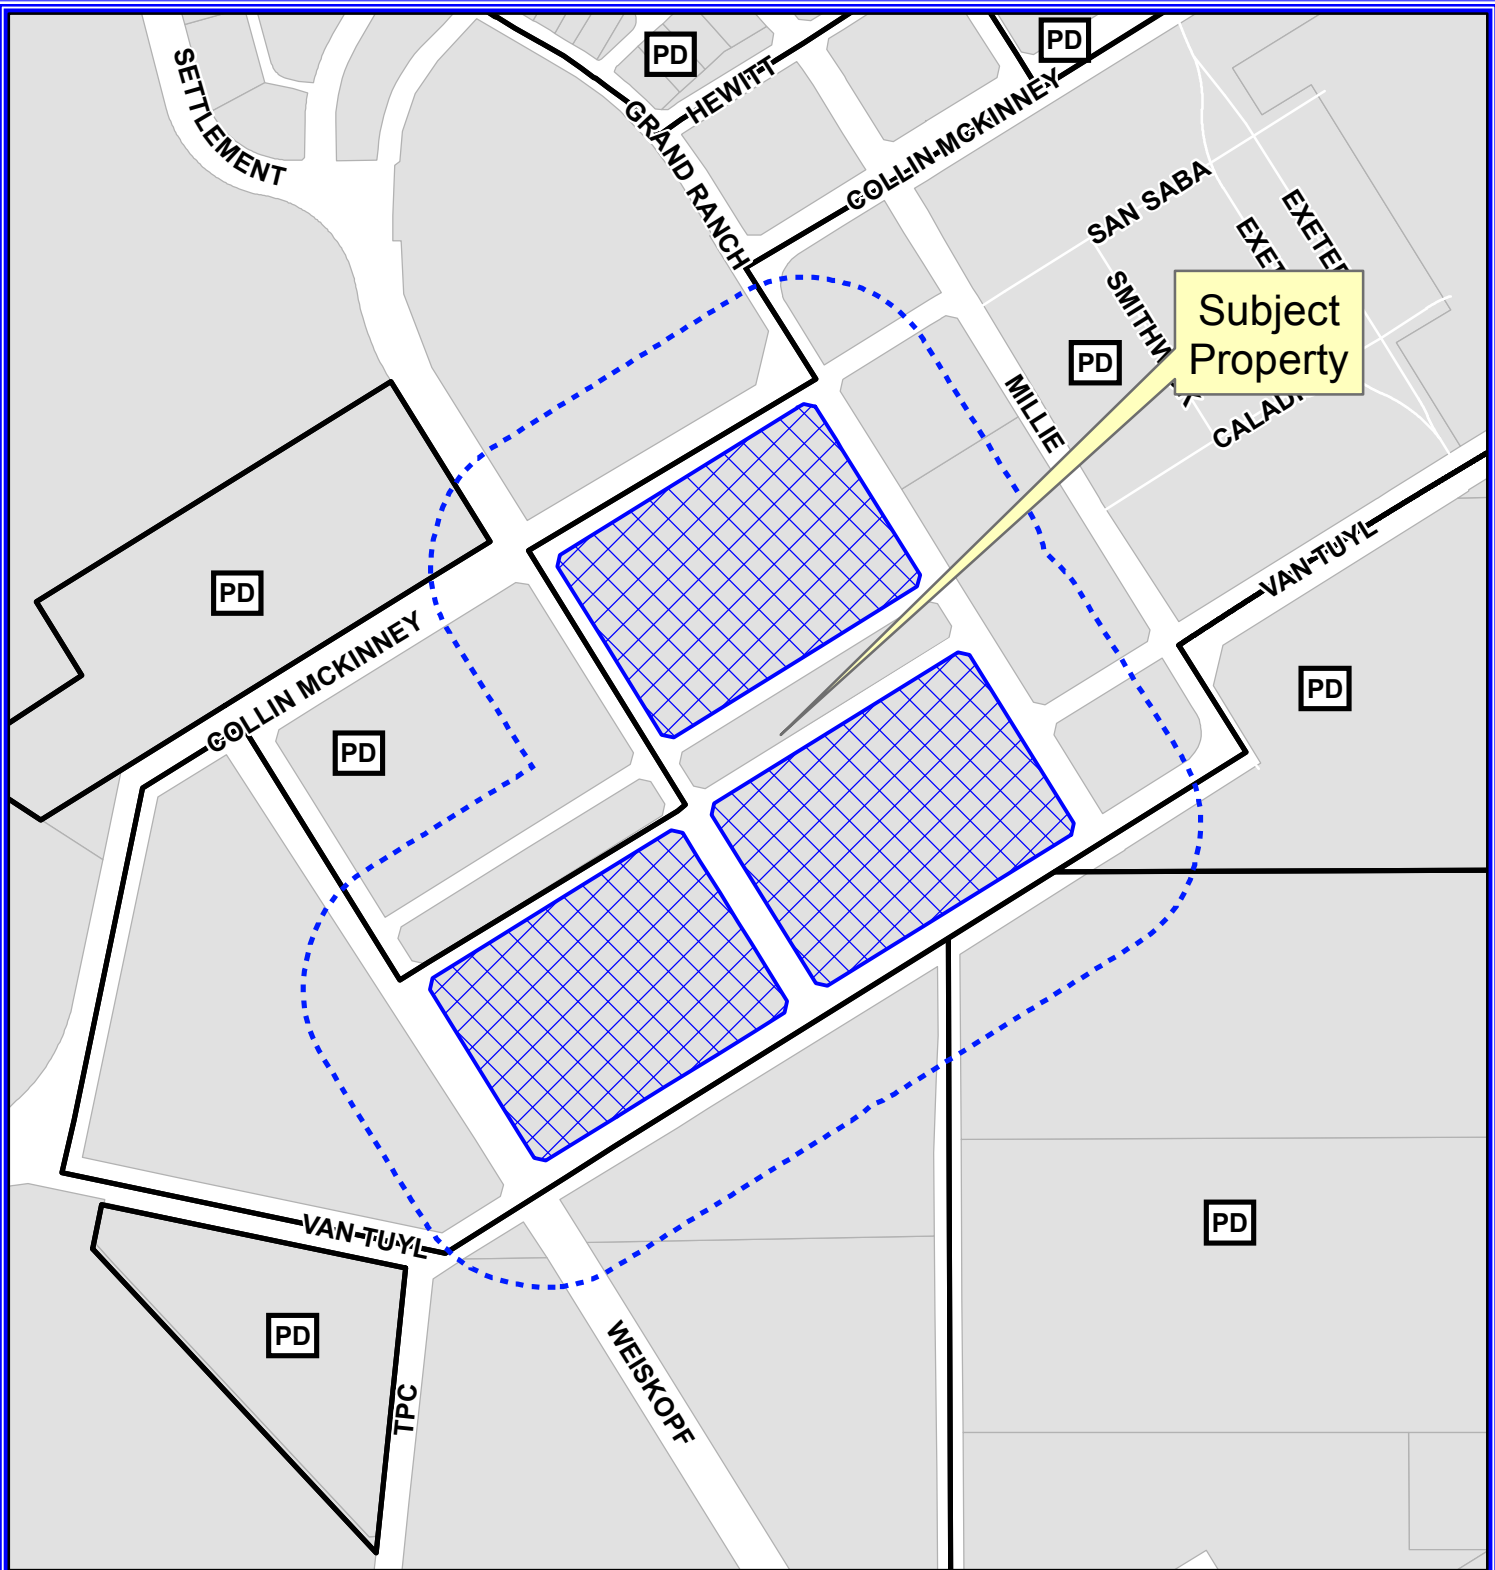 PD
PD
SETTLEMENT
HEWITT
GRAND RANCH
COLLIN-MCKINNEY
SAN SABA
EXETER
Subject
Property
PD
MILLIE
VAN-TUYL
PD
COLLIN MCKINNEY
PD
PD
VAN-TUYL
PD
PD
WEISKOPF
TPC